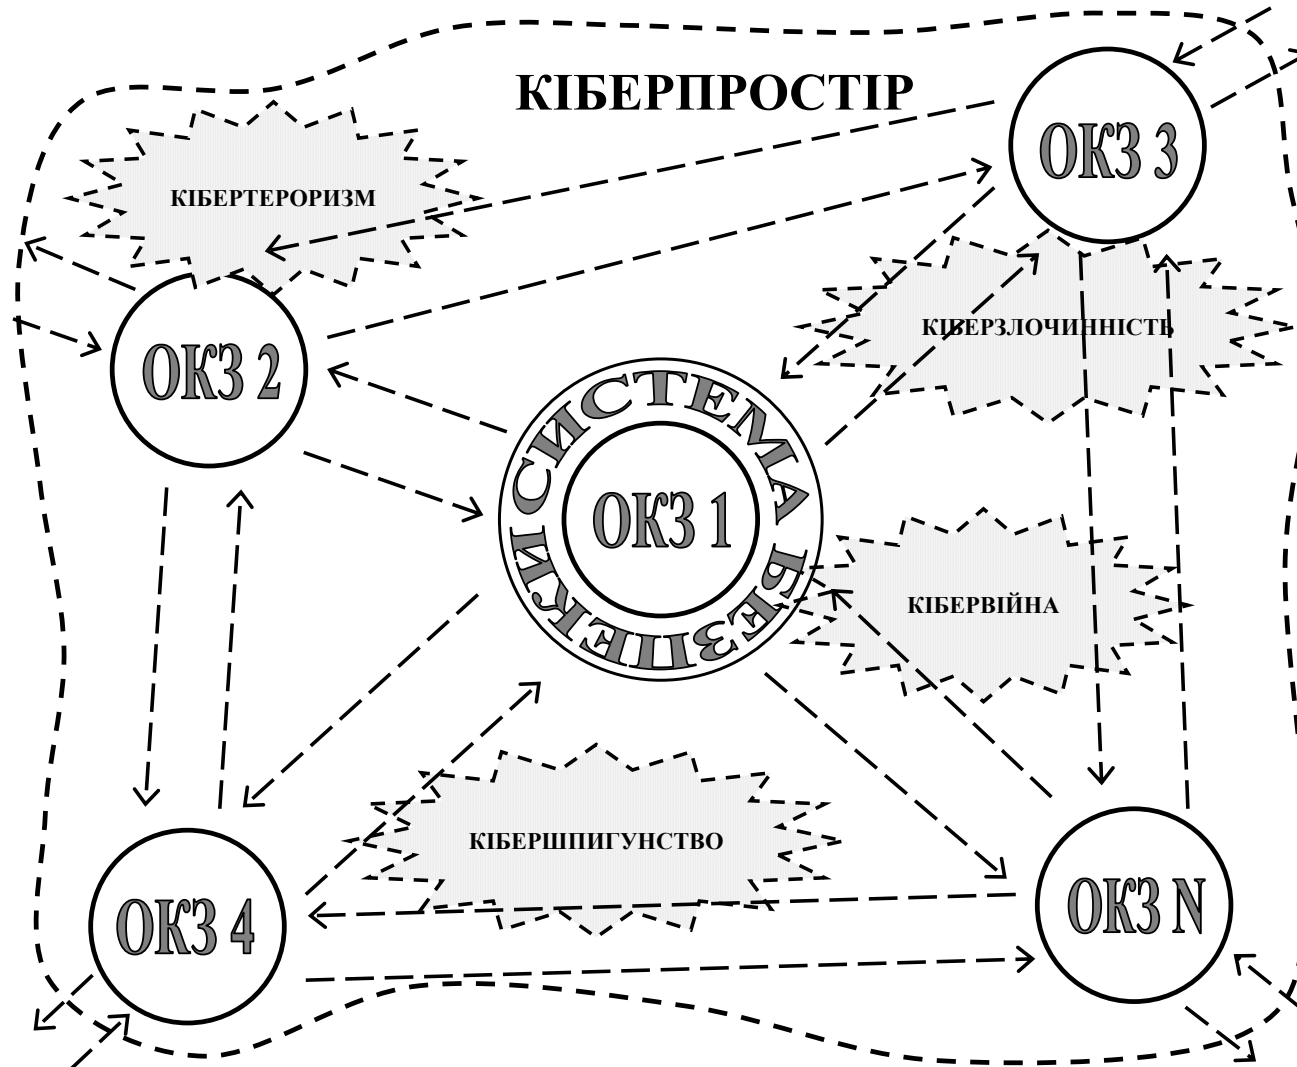 КІБЕРПРОСТІР
ОКЗ 3
КІБЕРТЕРОРИЗМ
КІБЕРЗЛОЧИННІСТЬ
ОКЗ 2
СИСТЕМА БЕЗПЕКИ
ОКЗ 1
КІБЕРВІЙНА
КІБЕРШПИГУНСТВО
ОКЗ 4
ОКЗ N